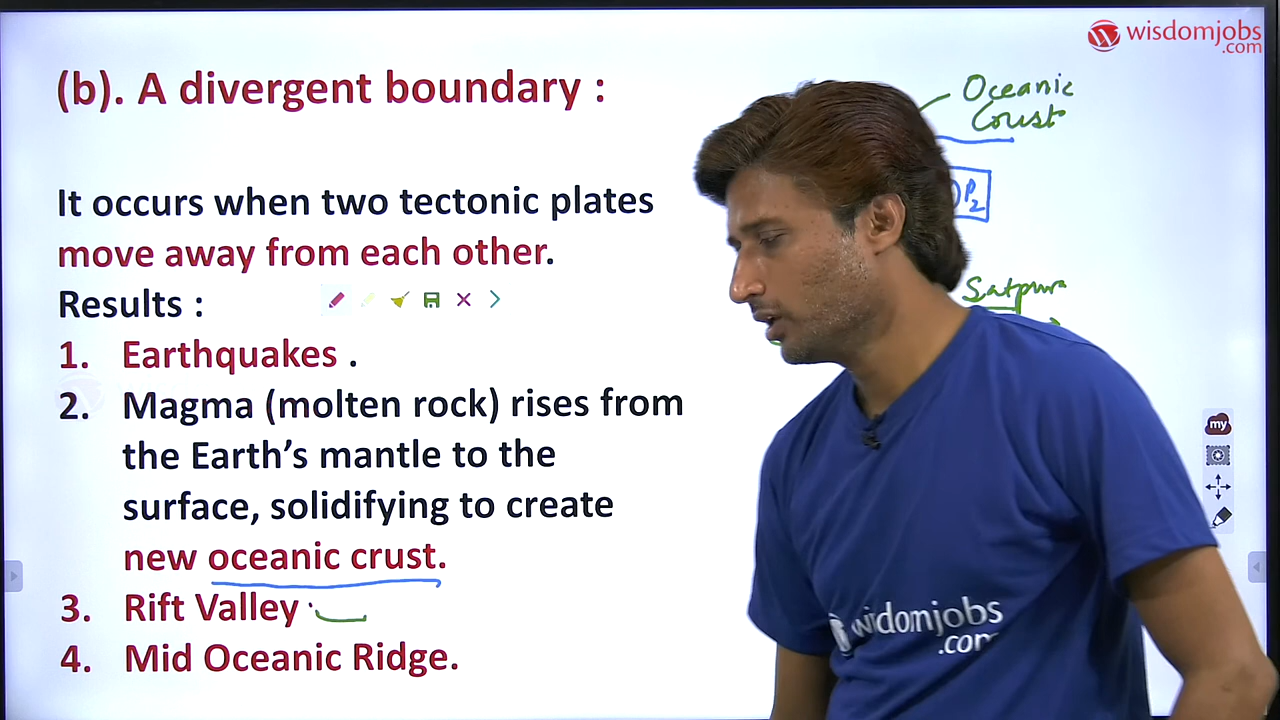 wisdomjobs
.com
(b). A divergent boundary :
Oceanic
Crust
It occurs when two tectonic plates
P2
move away from each other.
Satpura
Results :
1. Earthquakes .
2. Magma (molten rock) rises from
the Earth’s mantle to the
surface, solidifying to create
new oceanic crust.
3. Rift Valley
4. Mid Oceanic Ridge.
my
wisdomjobs
.com